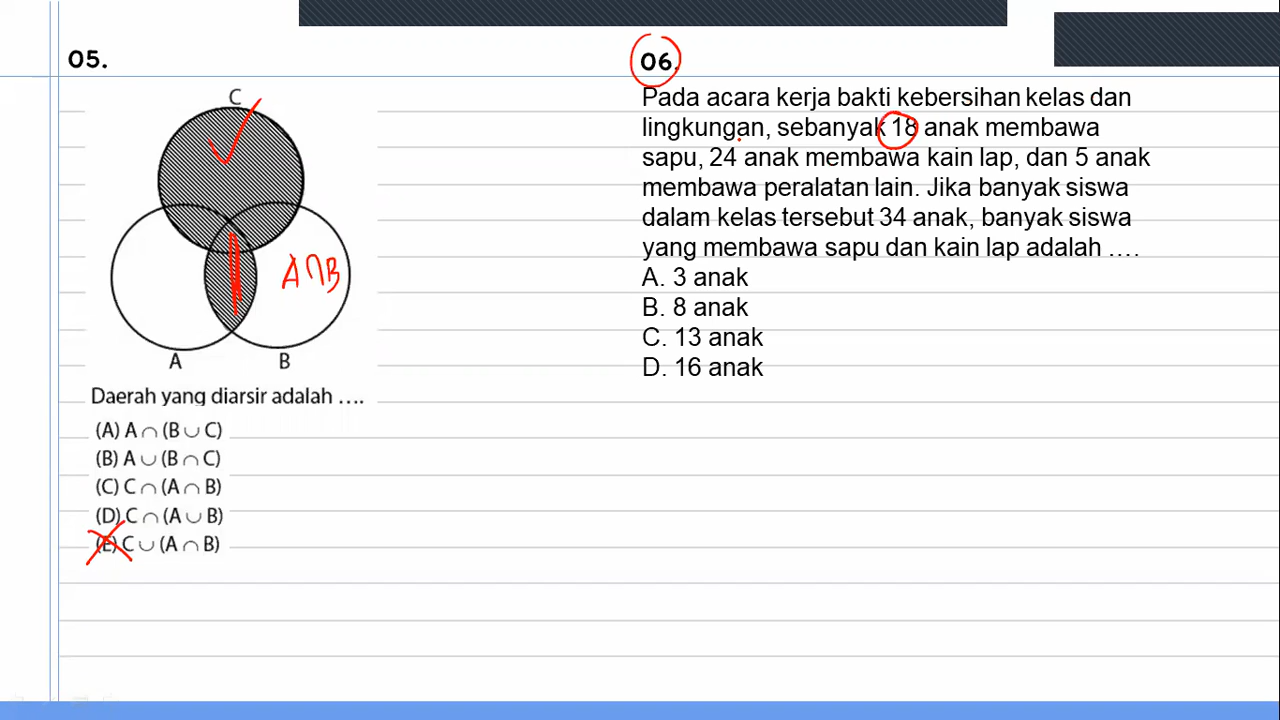 05.
C
A∩B
A
B
Daerah yang diarsir adalah ....
(A) A ∩ (B ∪ C)
(B) A ∪ (B ∩ C)
(C) C ∩ (A ∩ B)
(D) C ∩ (A ∪ B)
(E) C ∪ (A ∩ B)
06.
Pada acara kerja bakti kebersihan kelas dan
lingkungan, sebanyak 18 anak membawa
sapu, 24 anak membawa kain lap, dan 5 anak
membawa peralatan lain. Jika banyak siswa
dalam kelas tersebut 34 anak, banyak siswa
yang membawa sapu dan kain lap adalah ....
A. 3 anak
B. 8 anak
C. 13 anak
D. 16 anak